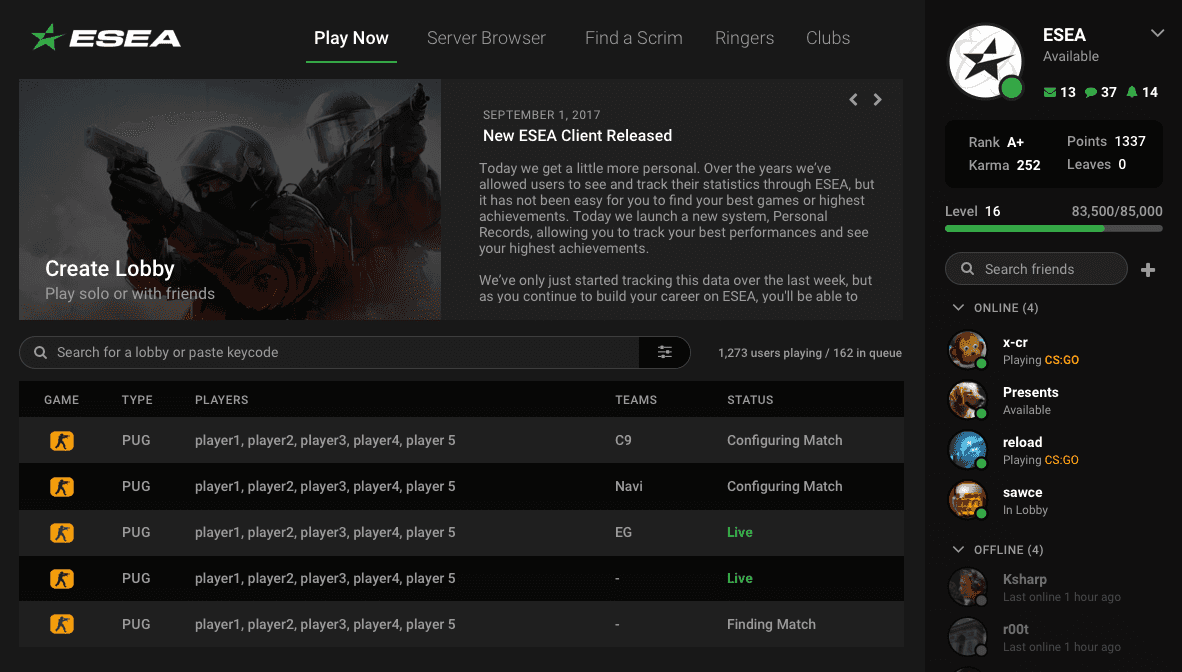 ESEA
Play Now
Server Browser
Find a Scrim
Ringers
Clubs
Create Lobby
Play solo or with friends
SEPTEMBER 1, 2017
New ESEA Client Released
Today we get a little more personal. Over the years we've
allowed users to see and track their statistics through ESEA, but
it has not been easy for you to find your best games or highest
achievements. Today we launch a new system, Personal
Records, allowing you to track your best performances and see
your highest achievements.
We've only just started tracking this data over the last week, but
as you continue to build your career on ESEA, you'll be able to
Search for a lobby or paste keycode
1,273 users playing / 162 in queue
GAME TYPE PLAYERS TEAMS STATUS
PUG player1, player2, player3, player4, player 5 C9 Configuring Match
PUG player1, player2, player3, player4, player 5 Navi Configuring Match
PUG player1, player2, player3, player4, player 5 EG Live
PUG player1, player2, player3, player4, player 5 - Live
PUG player1, player2, player3, player4, player 5 - Finding Match
ESEA
Available
13 37 14
Rank A+ Points 1337
Karma 252 Leaves 0
Level 16 83,500/85,000
Search friends
ONLINE (4)
x-cr
Playing CS:GO
Presents
Available
reload
Playing CS:GO
sawce
In Lobby
OFFLINE (4)
Ksharp
Last online 1 hour ago
r00t
Last online 1 hour ago